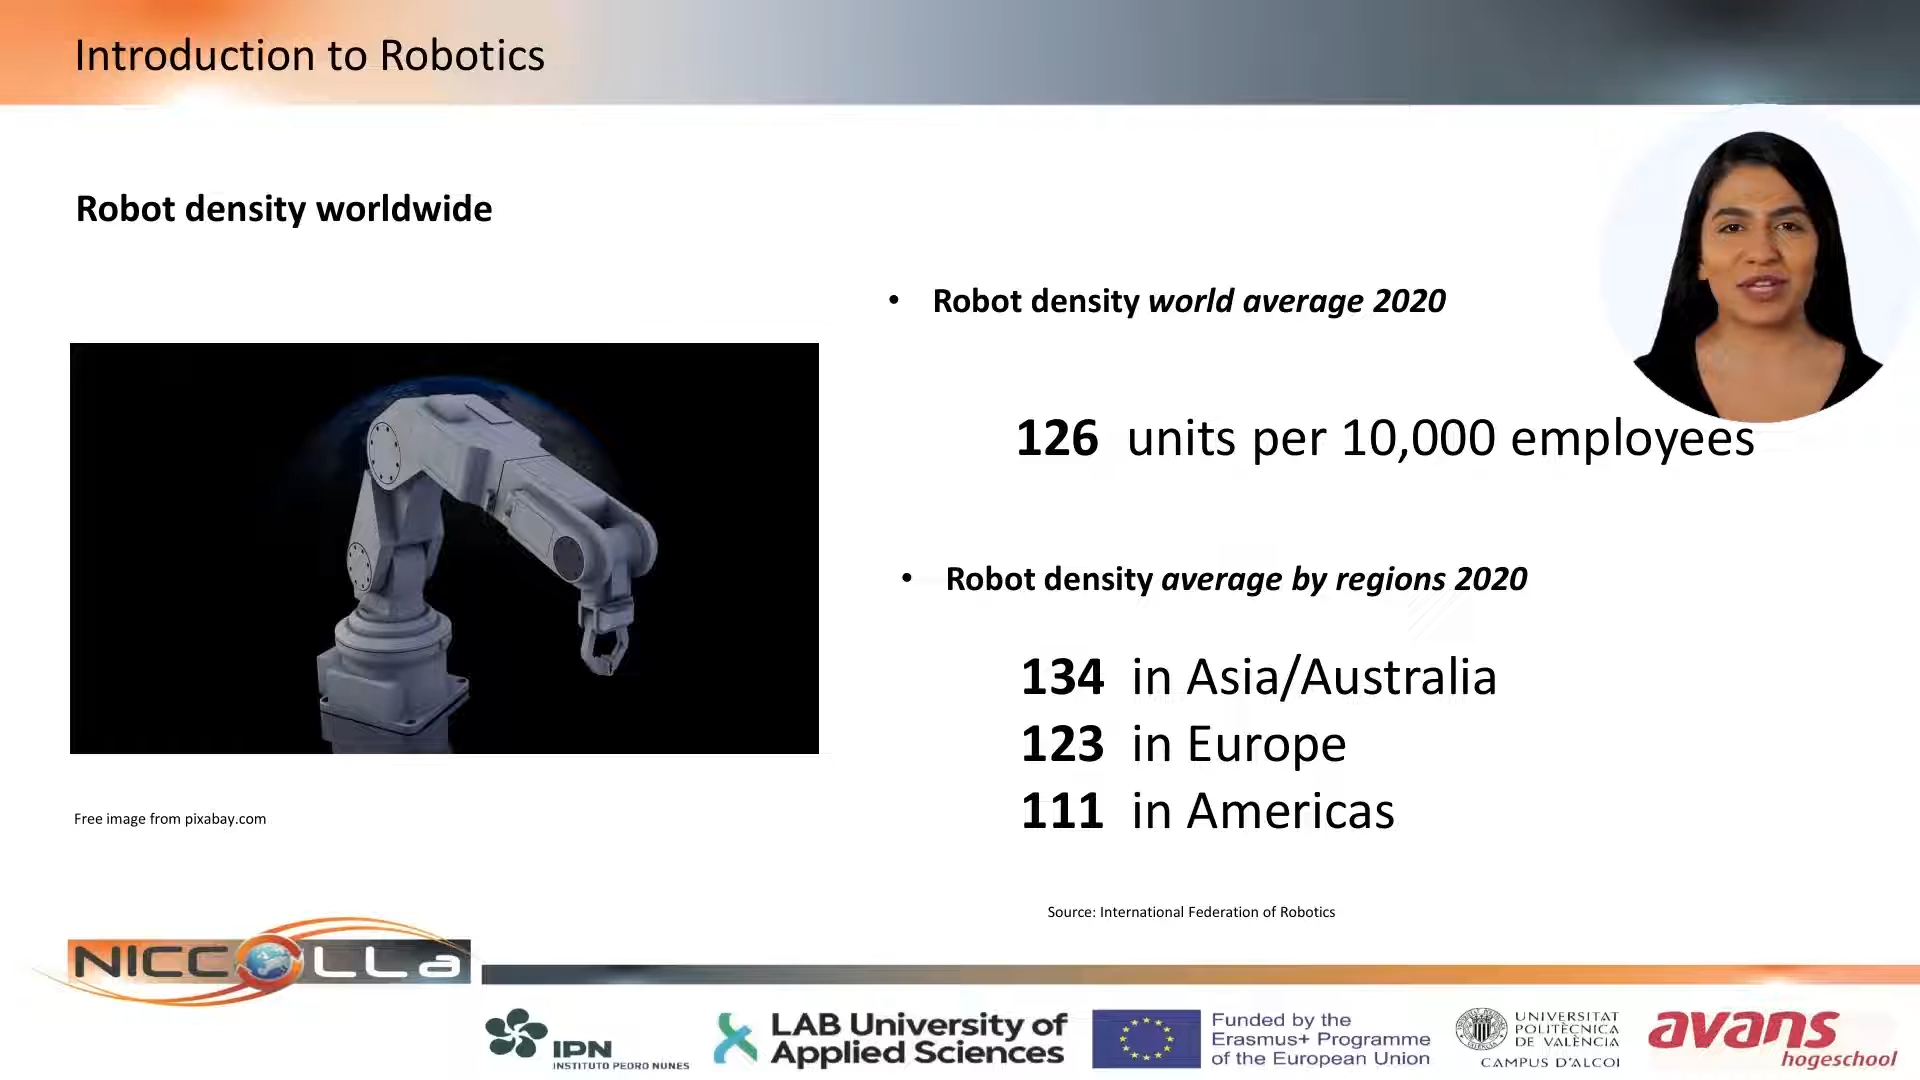 Introduction to Robotics
Robot density worldwide
• Robot density world average 2020
126 units per 10,000 employees
• Robot density average by regions 2020
134 in Asia/Australia
123 in Europe
111 in Americas
Free image from pixabay.com
Source: International Federation of Robotics
NICCOLLa
IPN
INSTITUTO PEDRO NUNES
LAB University of
Applied Sciences
Funded by the
Erasmus+ Programme
of the European Union
UNIVERSITAT
POLITÈCNICA
DE VALÈNCIA
CAMPUS D'ALCOI
avans
hogeschool